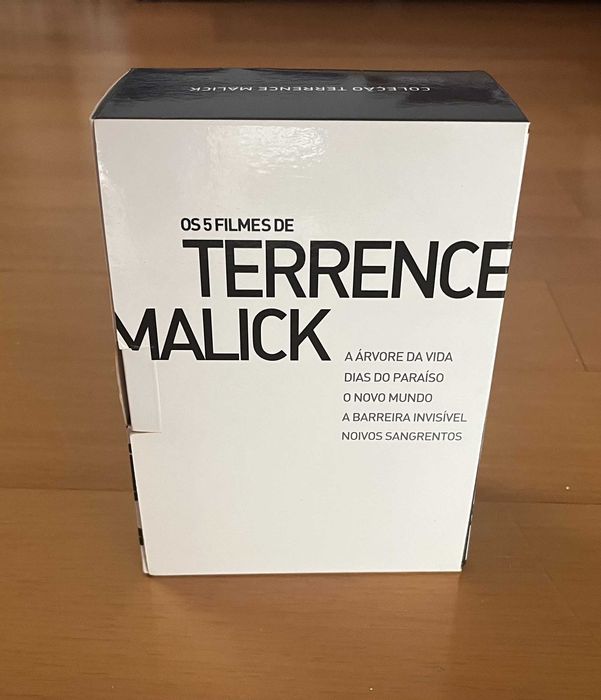 COLEÇÃO TERRENCE MALICK
OS 5 FILMES DE
TERRENCE
MALICK
A ÁRVORE DA VIDA
DIAS DO PARAÍSO
O NOVO MUNDO
A BARREIRA INVISÍVEL
NOIVOS SANGRENTOS